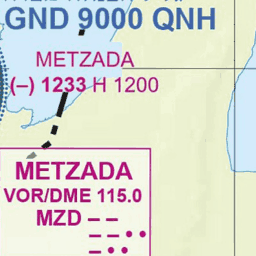 GND 9000 QNH
METZADA
(–) 1233 H 1200
METZADA
VOR/DME 115.0
MZD – –
– – • •
– • •